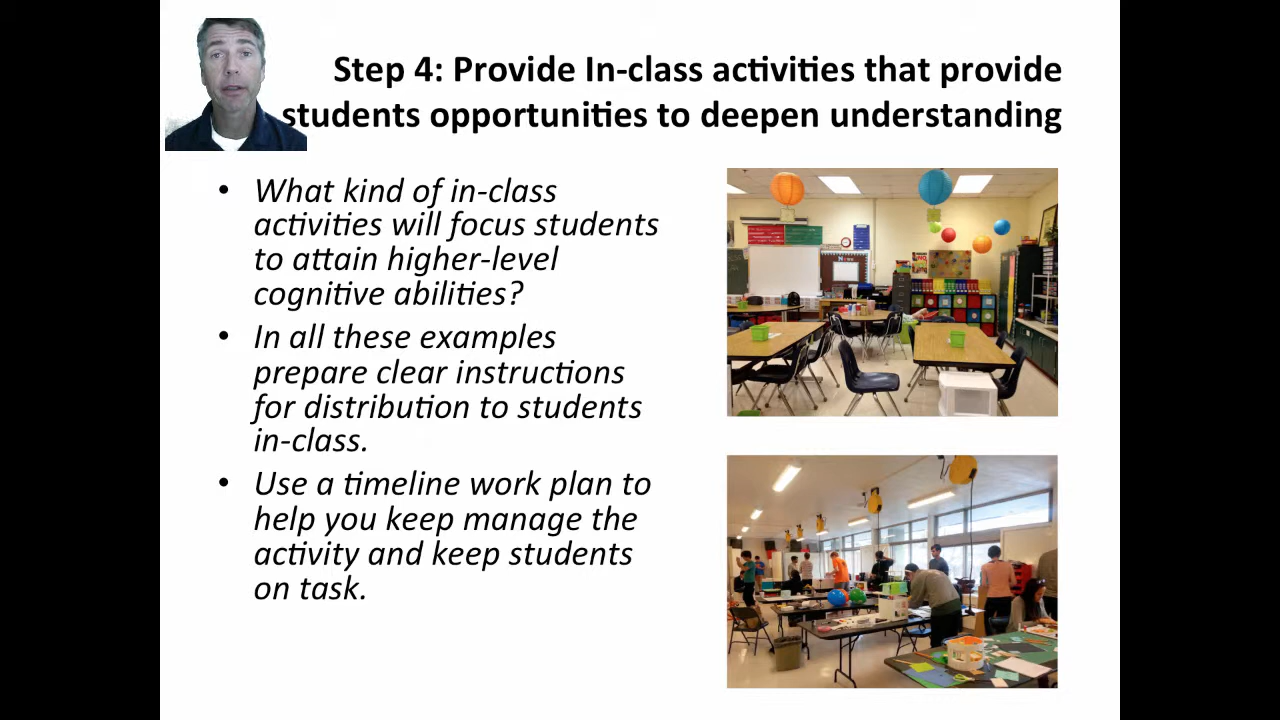 Step 4: Provide In-class activities that provide
students opportunities to deepen understanding
• What kind of in-class
activities will focus students
to attain higher-level
cognitive abilities?
• In all these examples
prepare clear instructions
for distribution to students
in-class.
• Use a timeline work plan to
help you keep manage the
activity and keep students
on task.